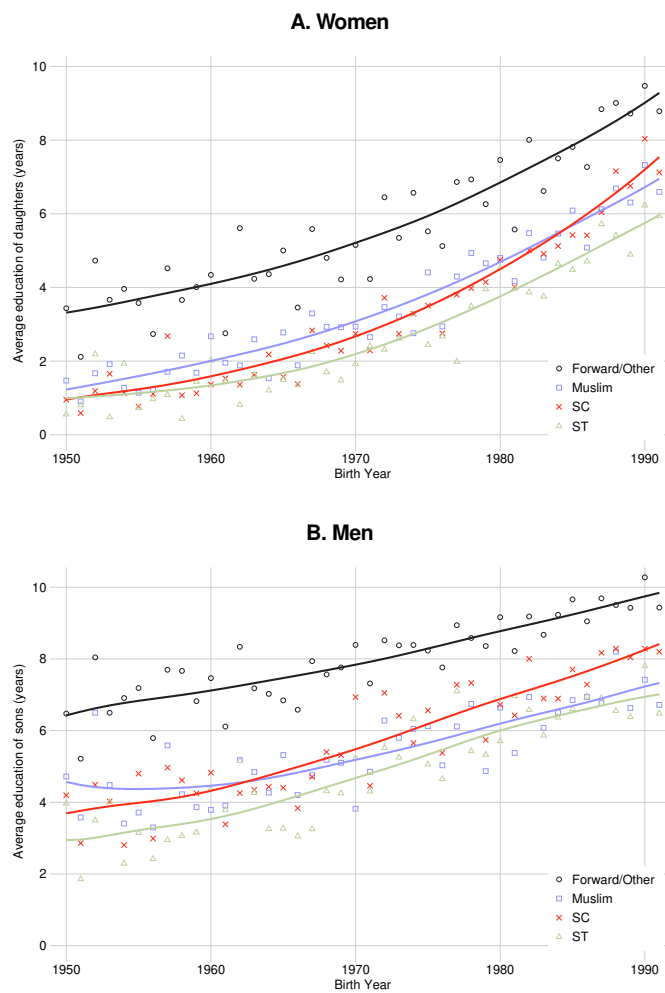 A. Women
Average education of daughters (years)
10
8
6
4
2
0
Forward/Other
Muslim
SC
ST
1950 1960 1970 1980 1990
Birth Year
B. Men
Average education of sons (years)
10
8
6
4
2
0
Forward/Other
Muslim
SC
ST
1950 1960 1970 1980 1990
Birth Year